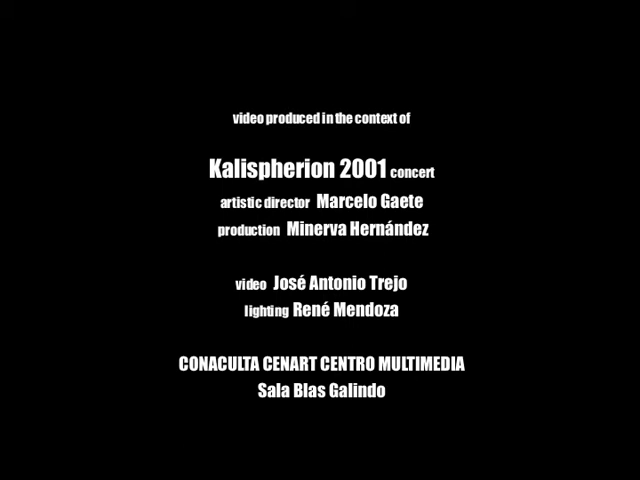 video produced in the context of
Kalispherion 2001 concert
artistic director Marcelo Gaete
production Minerva Hernández
video José Antonio Trejo
lighting René Mendoza
CONACULTA CENART CENTRO MULTIMEDIA
Sala Blas Galindo